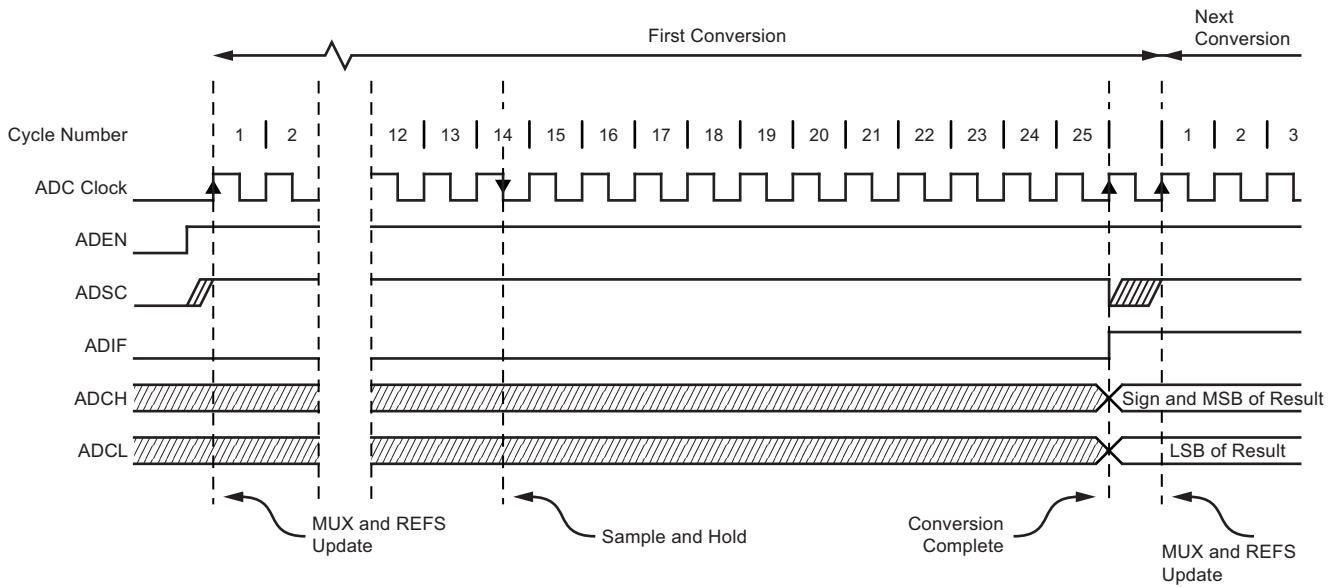 First Conversion
Next
Conversion
Cycle Number 1 2 12 13 14 15 16 17 18 19 20 21 22 23 24 25 1 2 3
ADC Clock
ADEN
ADSC
ADIF
ADCH Sign and MSB of Result
ADCL LSB of Result
MUX and REFS
Update
Sample and Hold
Conversion
Complete
MUX and REFS
Update